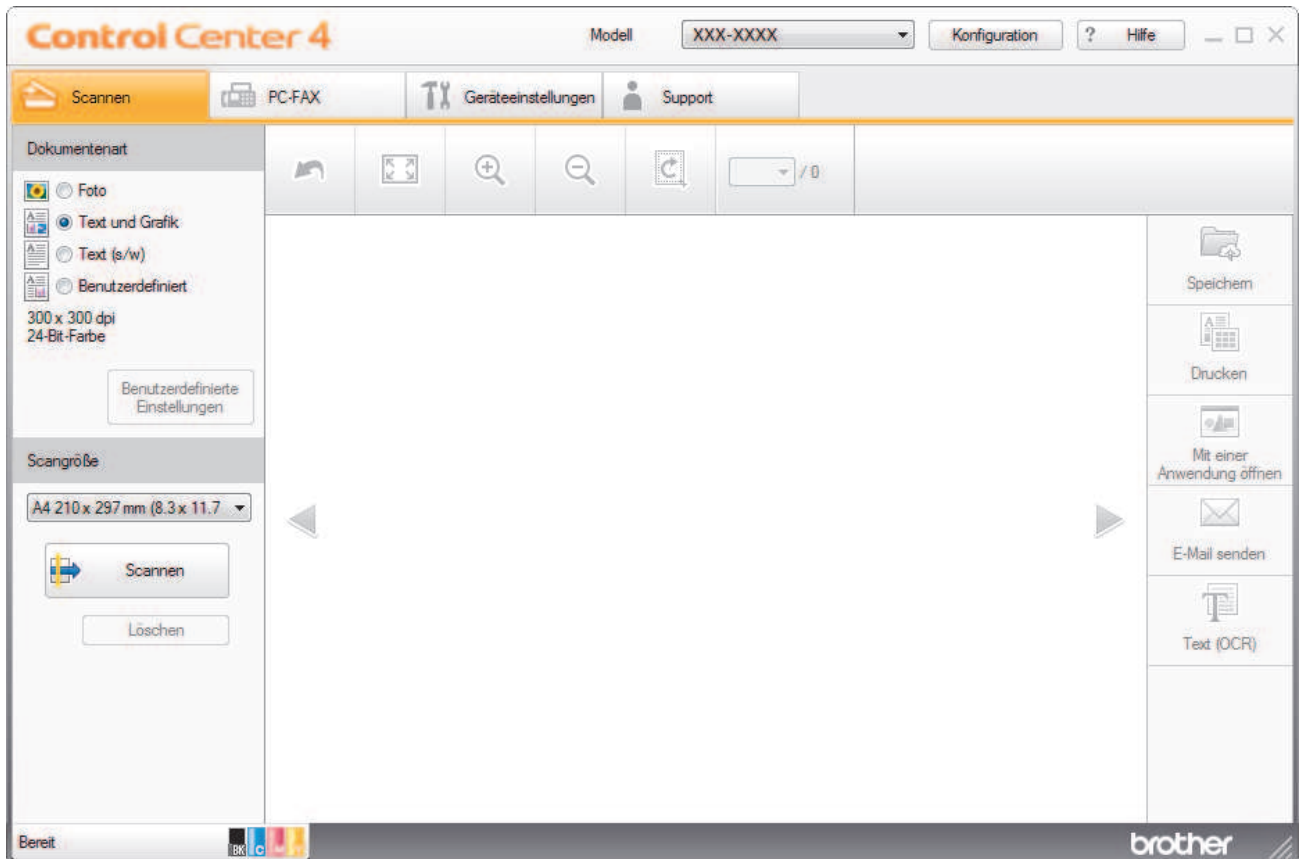 Control Center 4
Modell
XXX-XXXX
Konfiguration
? Hilfe
Scannen
PC-FAX
Geräteeinstellungen
Support
Dokumentenart
/ 0
Foto
Text und Grafik
Text (s/w)
Benutzerdefiniert
300 x 300 dpi
24-Bit-Farbe
Benutzerdefinierte
Einstellungen
Scangröße
A4 210 x 297 mm (8.3 x 11.7
Scannen
Löschen
Speichern
Drucken
Mit einer
Anwendung öffnen
E-Mail senden
Text (OCR)
Bereit
BK
C
brother